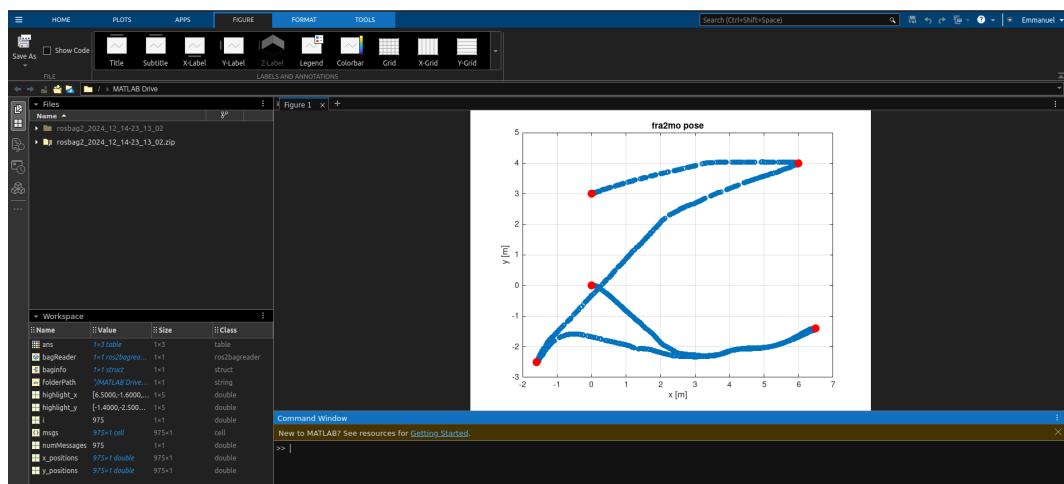 HOME PLOTS APPS FIGURE FORMAT TOOLS Search (Ctrl+Shift+Space) Emmanuel
Save As Show Code Title Subtitle X-Label Y-Label Z-Label Legend Colorbar Grid X-Grid Y-Grid
FILE LABELS AND ANNOTATIONS
/ › MATLAB Drive
Files
Name
rosbag2_2024_12_14-23_13_02
rosbag2_2024_12_14-23_13_02.zip
Workspace
Name Value Size Class
ans 1×3 table 1×3 table
bagReader 1×1 ros2bagrea... 1×1 ros2bagreader
baginfo 1×1 struct 1×1 struct
folderPath "/MATLAB Drive... 1×1 string
highlight_x [6.5000,-1.6000,... 1×5 double
highlight_y [-1.4000,-2.500... 1×5 double
i 975 1×1 double
msgs 975×1 cell 975×1 cell
numMessages 975 1×1 double
x_positions 975×1 double 975×1 double
y_positions 975×1 double 975×1 double
Figure 1 x +
fra2mo pose
5
4
3
2
1
0
-1
-2
-3
y [m]
-2 -1 0 1 2 3 4 5 6 7
x [m]
Command Window
New to MATLAB? See resources for Getting Started.
>>